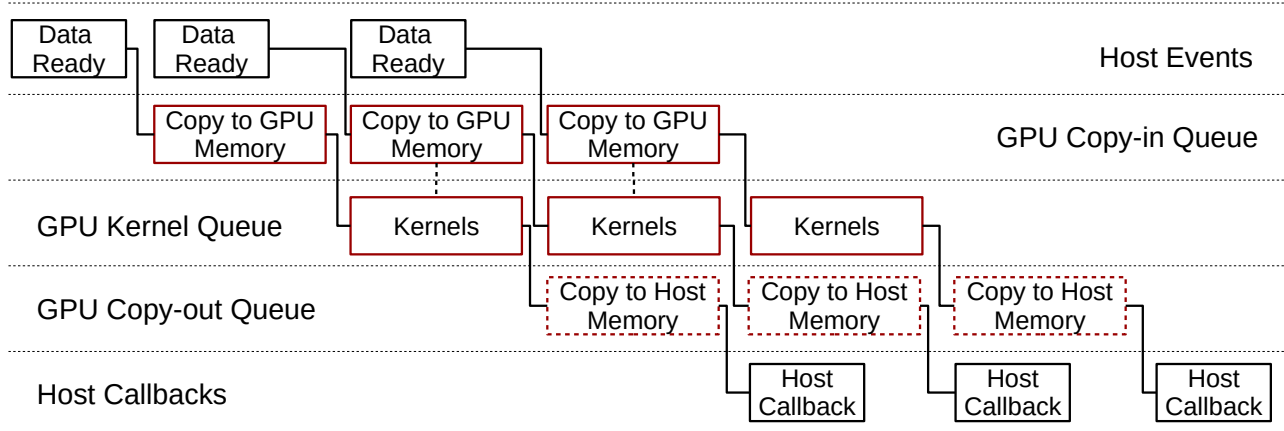 Data
Ready
Data
Ready
Data
Ready
Host Events
Copy to GPU
Memory
Copy to GPU
Memory
Copy to GPU
Memory
GPU Copy-in Queue
GPU Kernel Queue
Kernels
Kernels
Kernels
GPU Copy-out Queue
Copy to Host
Memory
Copy to Host
Memory
Copy to Host
Memory
Host Callbacks
Host
Callback
Host
Callback
Host
Callback